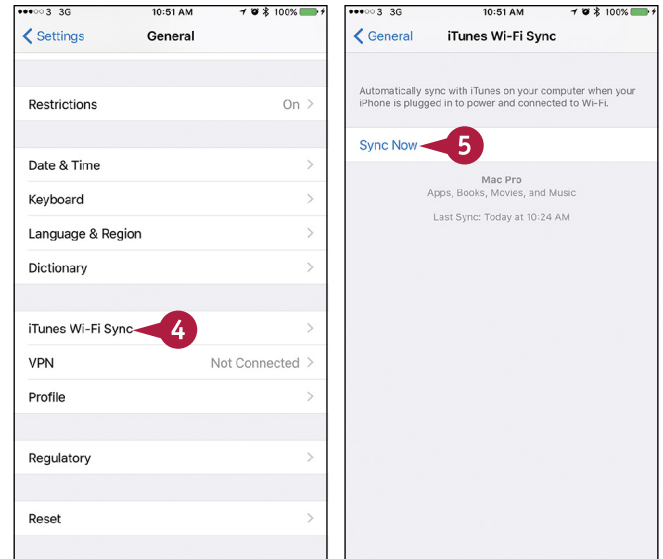 3 3G 10:51 AM 100%
Settings General
Restrictions On
Date & Time
Keyboard
Language & Region
Dictionary
iTunes Wi-Fi Sync 4
VPN Not Connected
Profile
Regulatory
Reset
3 3G 10:51 AM 100%
General iTunes Wi-Fi Sync
Automatically sync with iTunes on your computer when your
iPhone is plugged in to power and connected to Wi-Fi.
Sync Now 5
Mac Pro
Apps, Books, Movies, and Music
Last Sync: Today at 10:24 AM